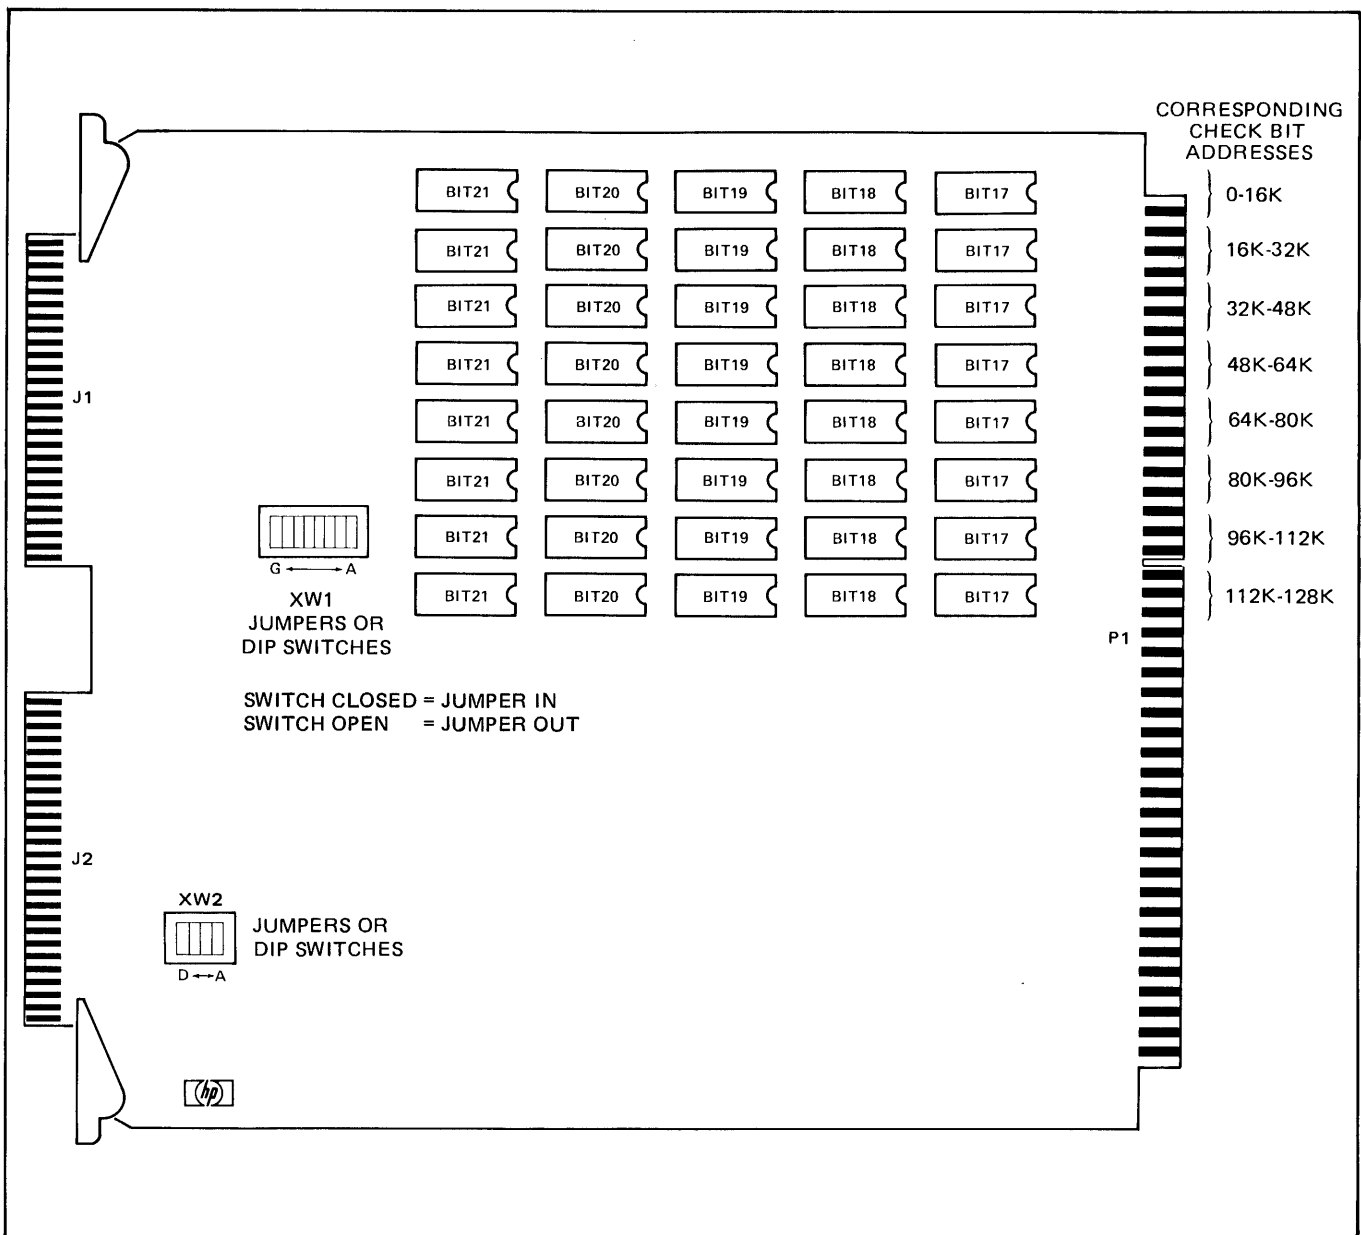 CORRESPONDING
CHECK BIT
ADDRESSES
BIT21 BIT20 BIT19 BIT18 BIT17 0-16K
BIT21 BIT20 BIT19 BIT18 BIT17 16K-32K
BIT21 BIT20 BIT19 BIT18 BIT17 32K-48K
BIT21 BIT20 BIT19 BIT18 BIT17 48K-64K
BIT21 BIT20 BIT19 BIT18 BIT17 64K-80K
BIT21 BIT20 BIT19 BIT18 BIT17 80K-96K
BIT21 BIT20 BIT19 BIT18 BIT17 96K-112K
BIT21 BIT20 BIT19 BIT18 BIT17 112K-128K
J1
G A
XW1
JUMPERS OR
DIP SWITCHES
P1
SWITCH CLOSED = JUMPER IN
SWITCH OPEN = JUMPER OUT
J2
XW2
JUMPERS OR
DIP SWITCHES
D A
hp